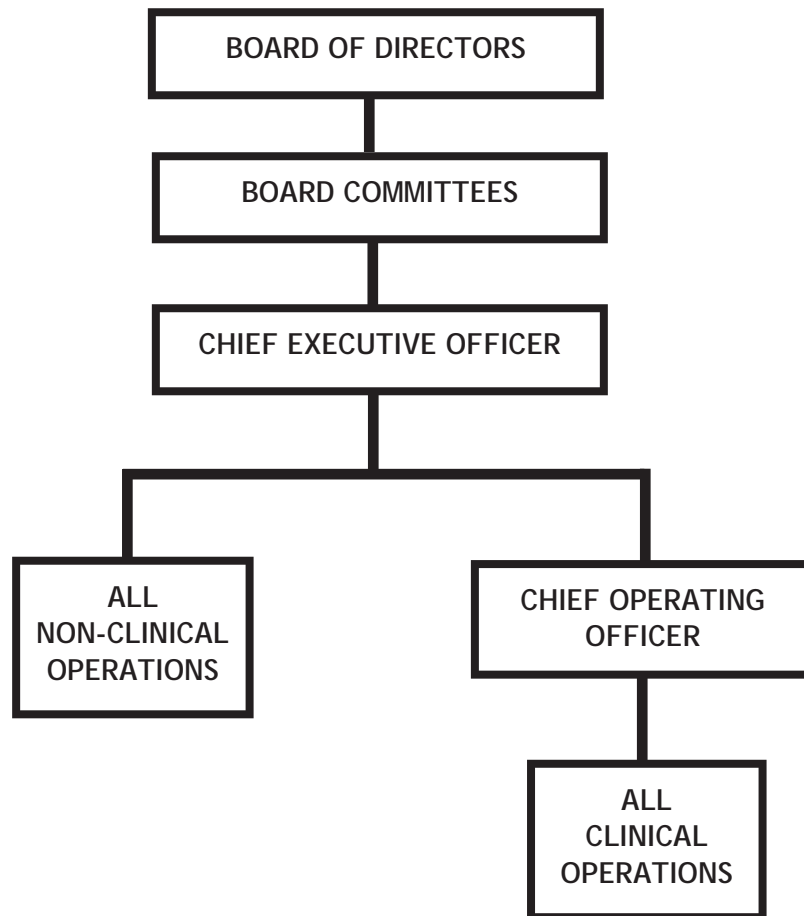 BOARD OF DIRECTORS
BOARD COMMITTEES
CHIEF EXECUTIVE OFFICER
ALL
NON-CLINICAL
OPERATIONS
CHIEF OPERATING
OFFICER
ALL
CLINICAL
OPERATIONS